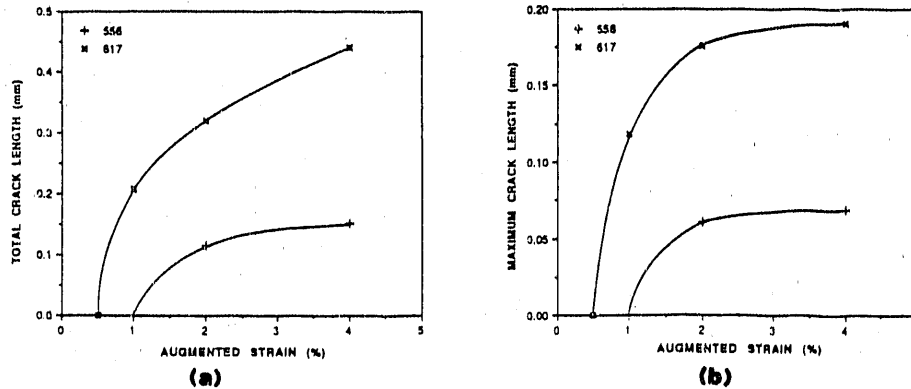 556
617
TOTAL CRACK LENGTH (mm)
0.5
0.4
0.3
0.2
0.1
0.0
0 1 2 3 4 5
AUGMENTED STRAIN (%)
(a)
556
617
MAXIMUM CRACK LENGTH (mm)
0.20
0.15
0.10
0.05
0.00
0 1 2 3 4
AUGMENTED STRAIN (%)
(b)